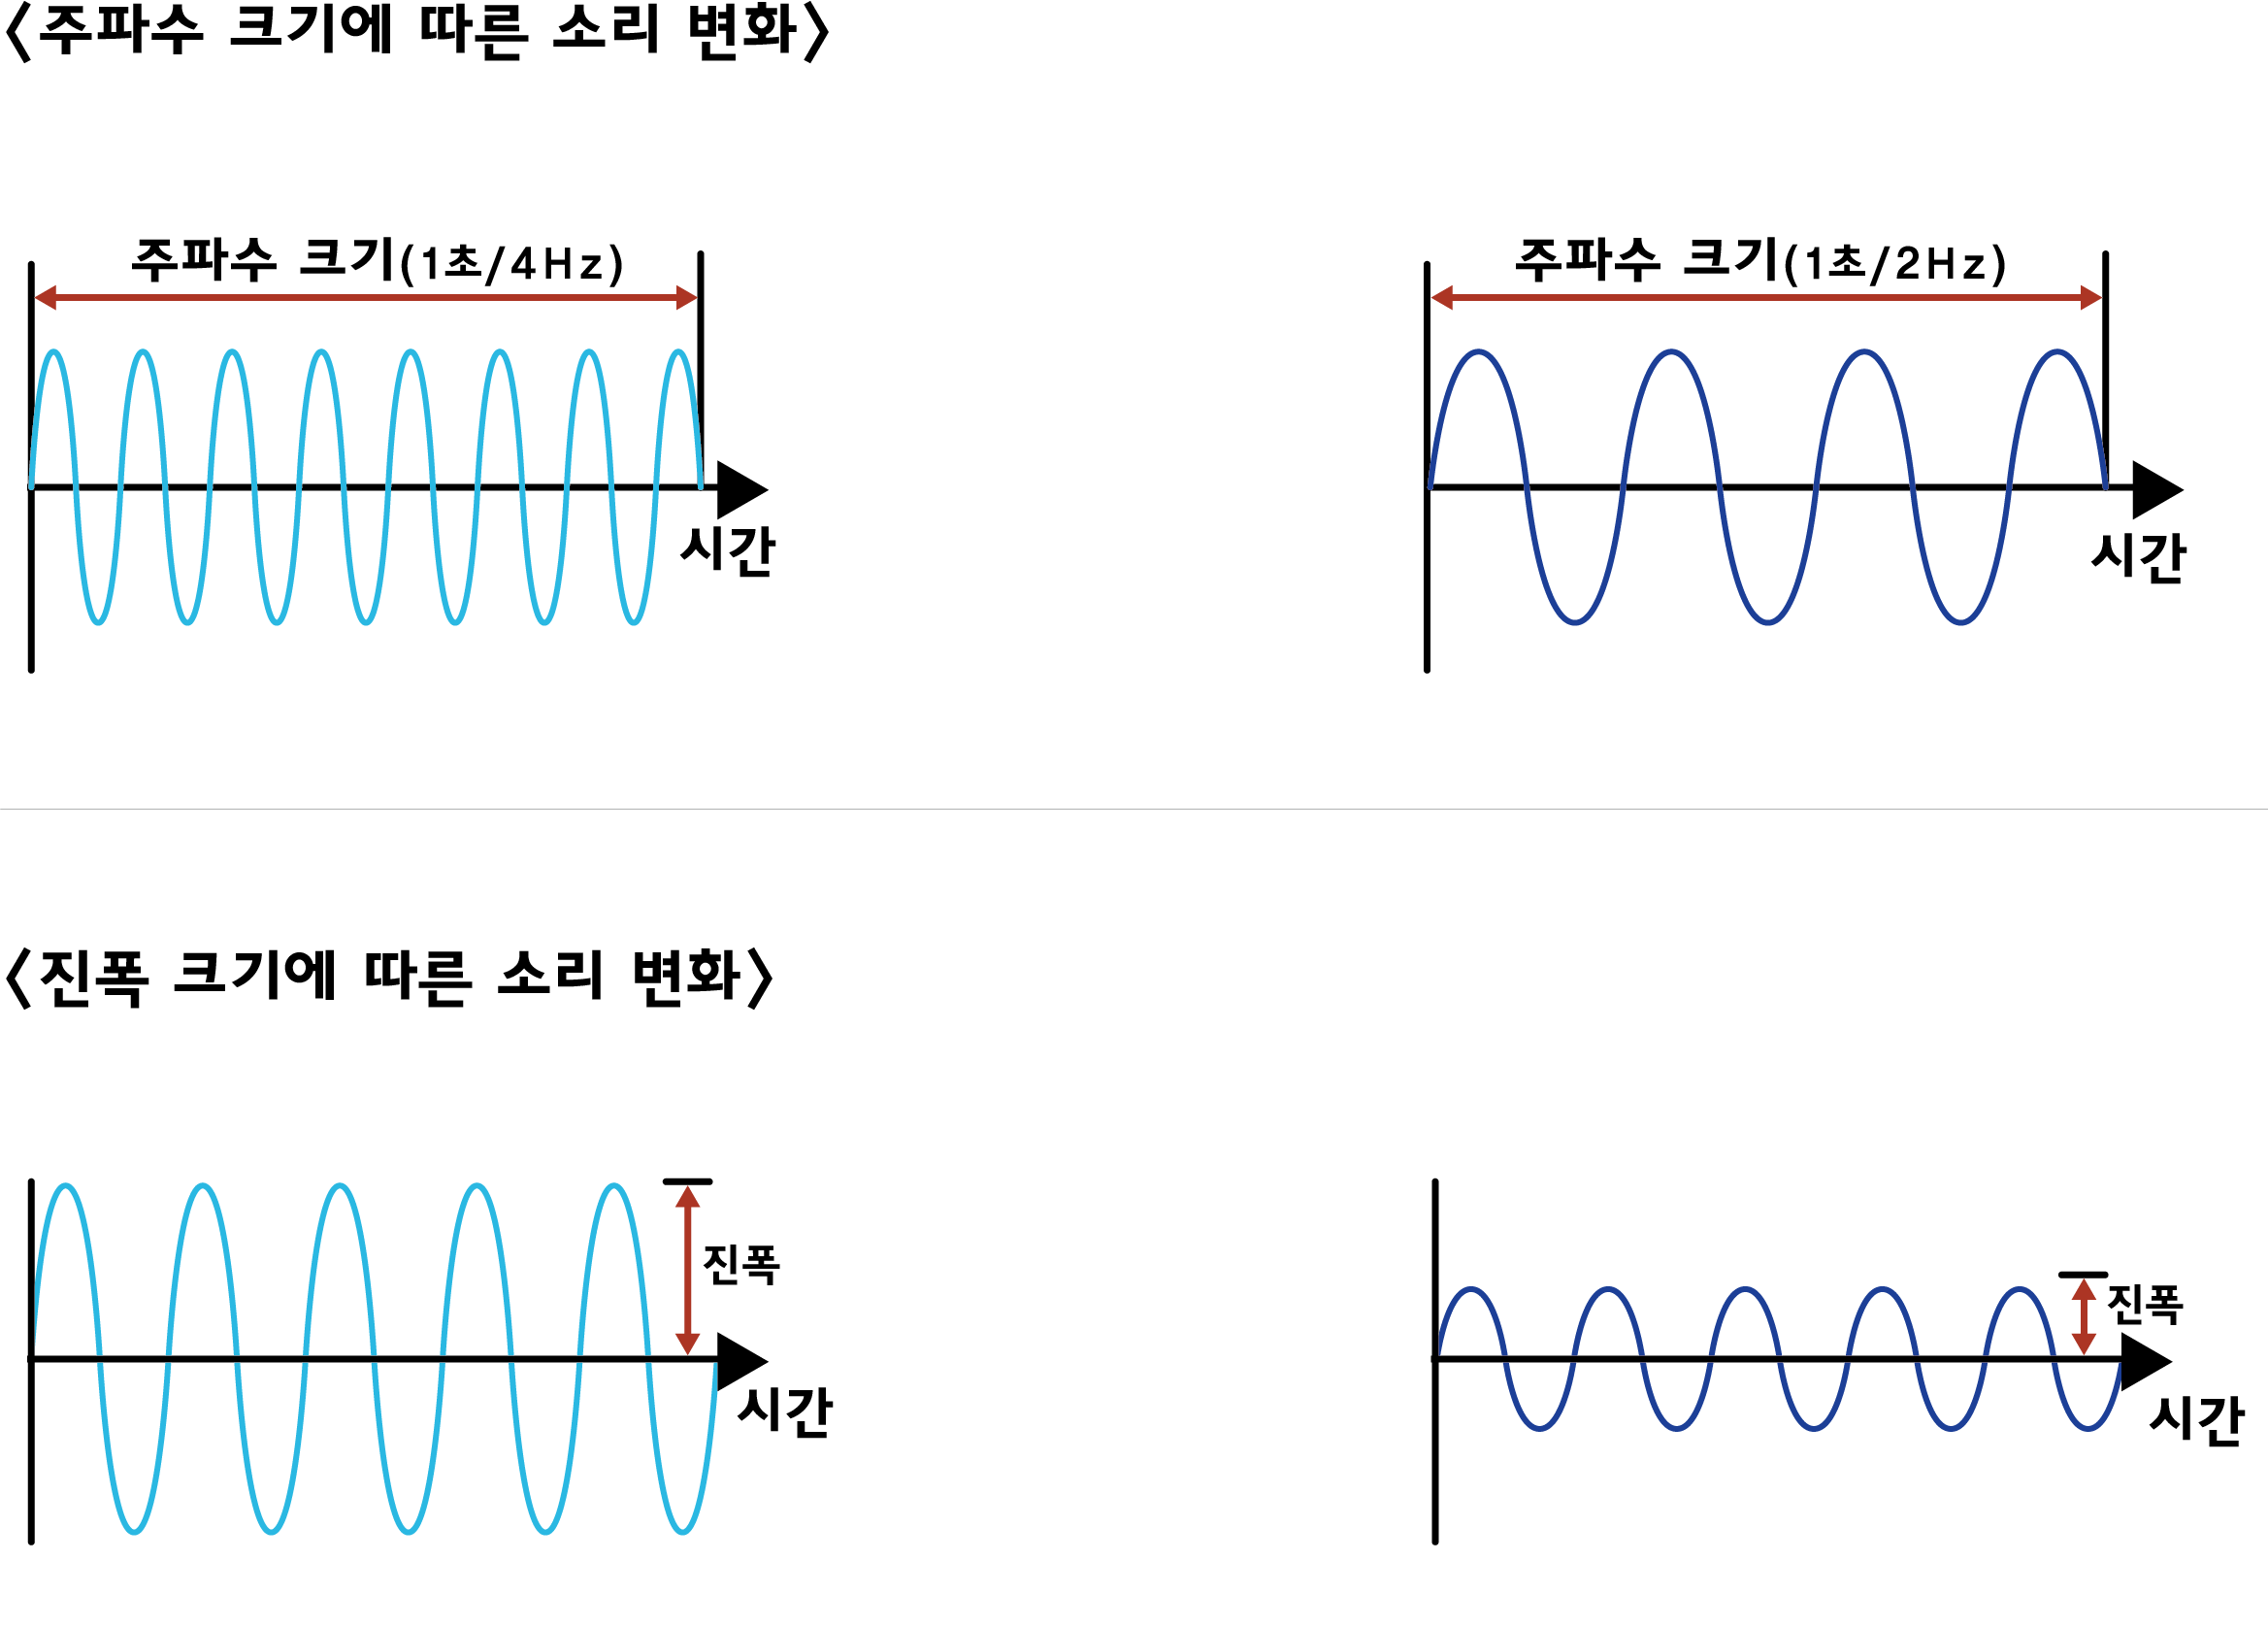 〈주파수 크기에 따른 소리 변화〉
주파수 크기(1초/4Hz)
주파수 크기(1초/2Hz)
시간
시간
〈진폭 크기에 따른 소리 변화〉
진폭
진폭
시간
시간